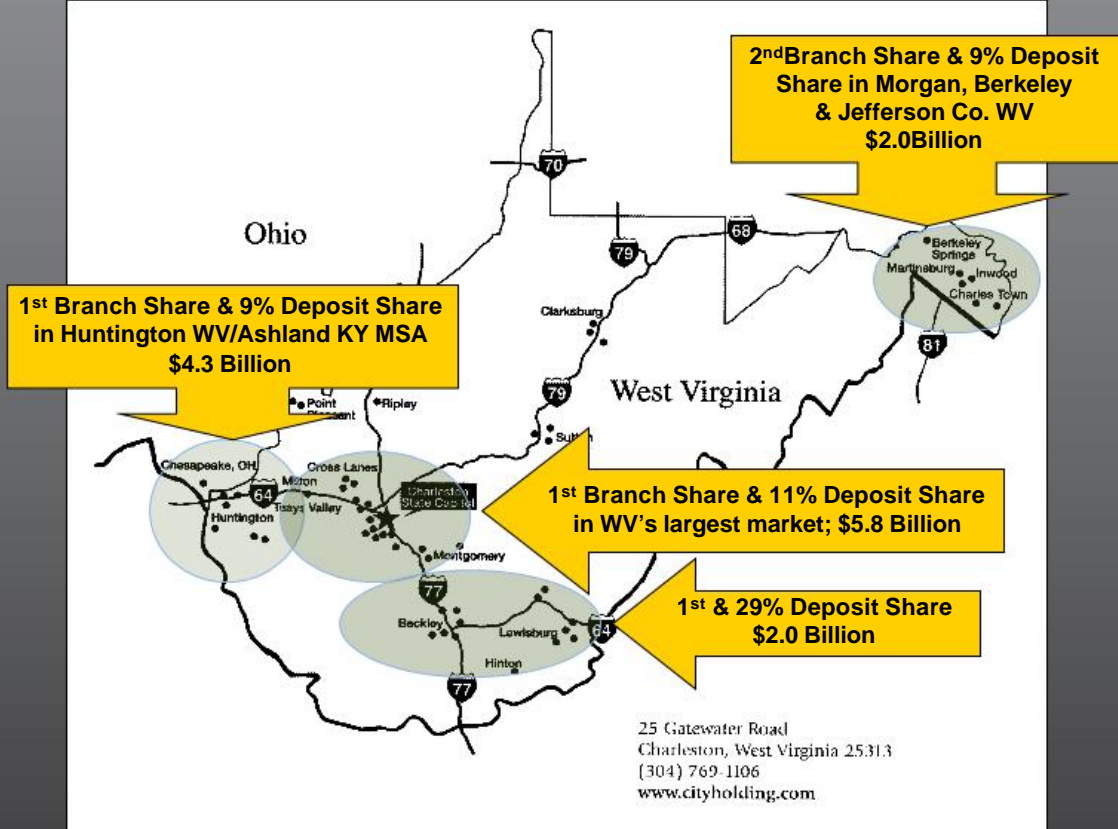 2nd Branch Share & 9% Deposit
Share in Morgan, Berkeley
& Jefferson Co. WV
$2.0Billion
70
Ohio
68
79
Berkeley
Springs
Martinsburg
Inwood
Charles Town
81
1st Branch Share & 9% Deposit Share
in Huntington WV/Ashland KY MSA
$4.3 Billion
Clarksburg
79
West Virginia
Point
Ripley
Chesapeake, OH
Cross Lanes
Milton
64
Valley
Huntington
Charleston
State Capitol
1st Branch Share & 11% Deposit Share
in WV's largest market; $5.8 Billion
Montgomery
77
1st & 29% Deposit Share
$2.0 Billion
Beckley
Lewisburg
64
Hinton
77
25 Gatewater Road
Charleston, West Virginia 25313
(304) 769-1106
www.cityholding.com